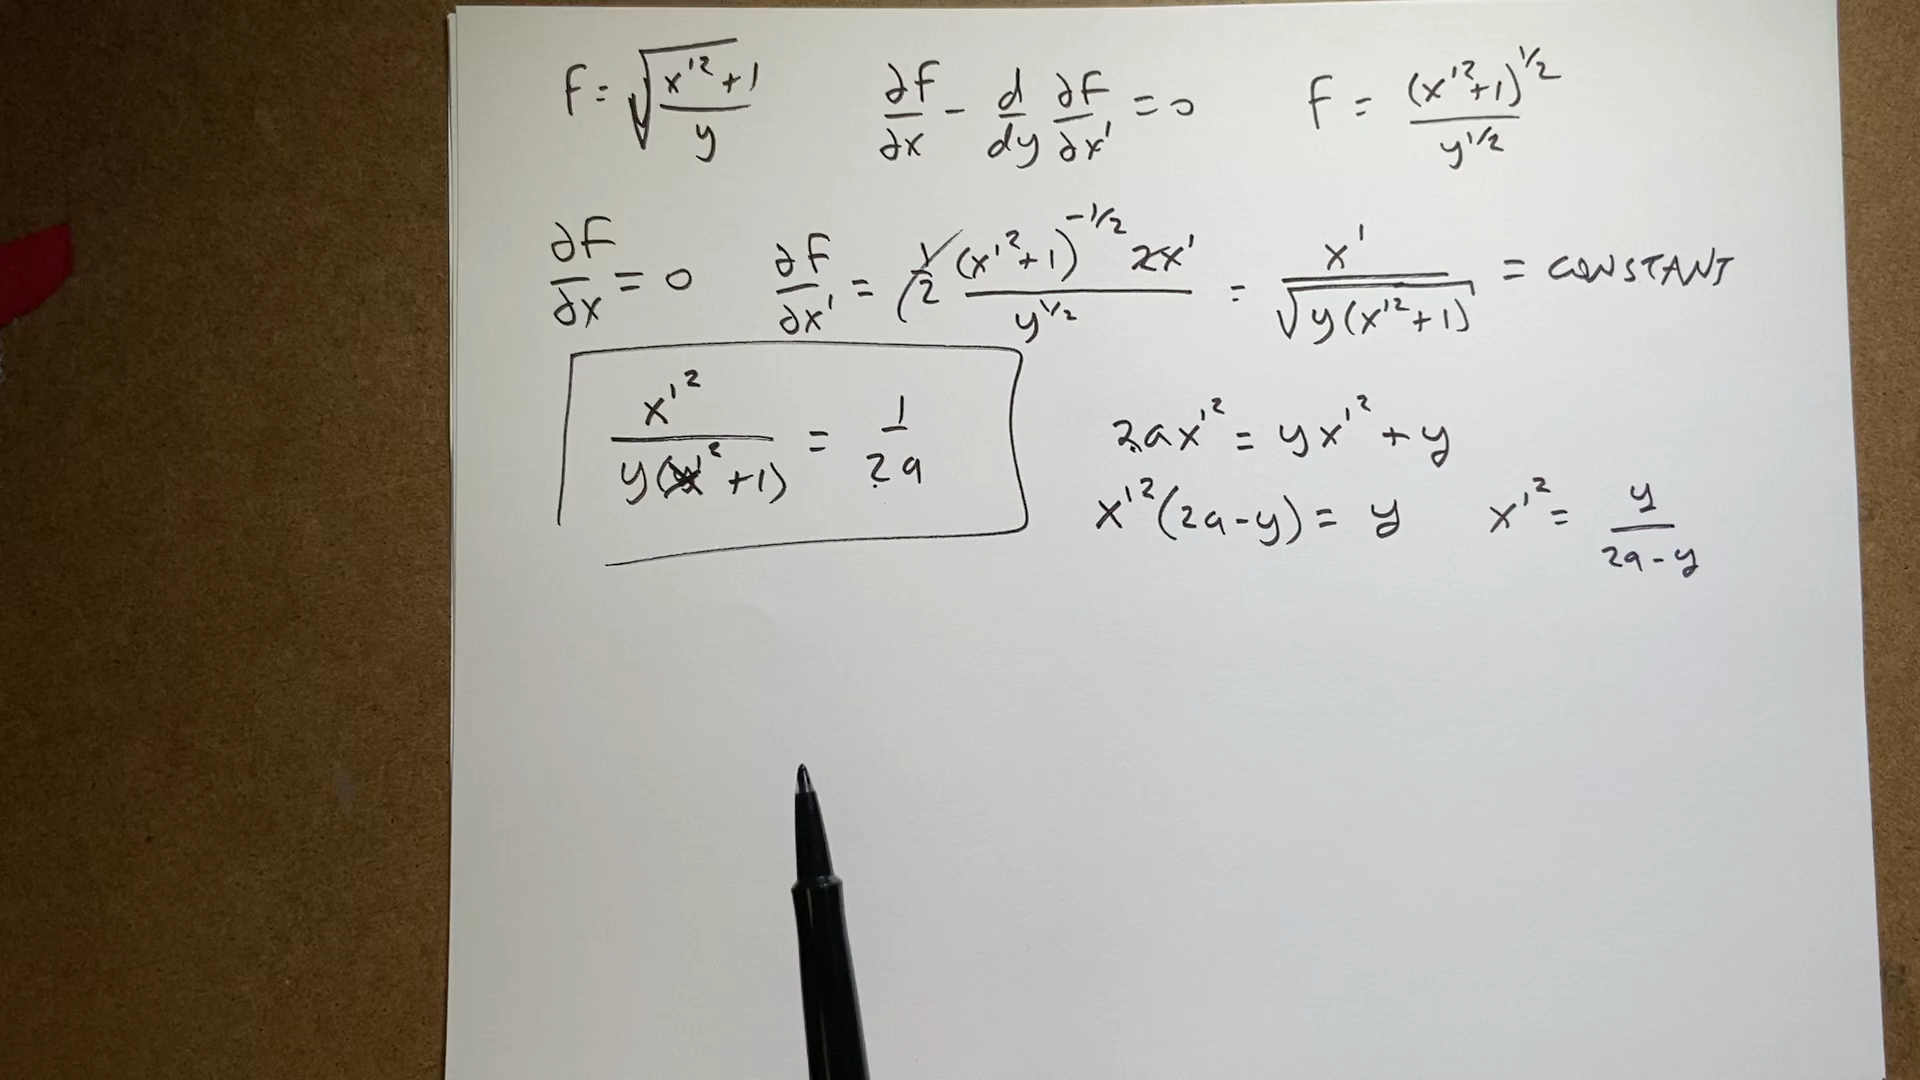 F = √((x'² + 1)/y) ∂F/∂x - d/dy ∂F/∂x' = 0 F = (x'² + 1)^(1/2) / y^(1/2)
∂F/∂x = 0 ∂F/∂x' = 1/2 (x'² + 1)^(-1/2) 2x' / y^(1/2) = x' / √(y(x'² + 1)) = CONSTANT
x'² / (y(x'² + 1)) = 1/2a
2ax'² = yx'² + y
x'²(2a - y) = y x'² = y/(2a - y)